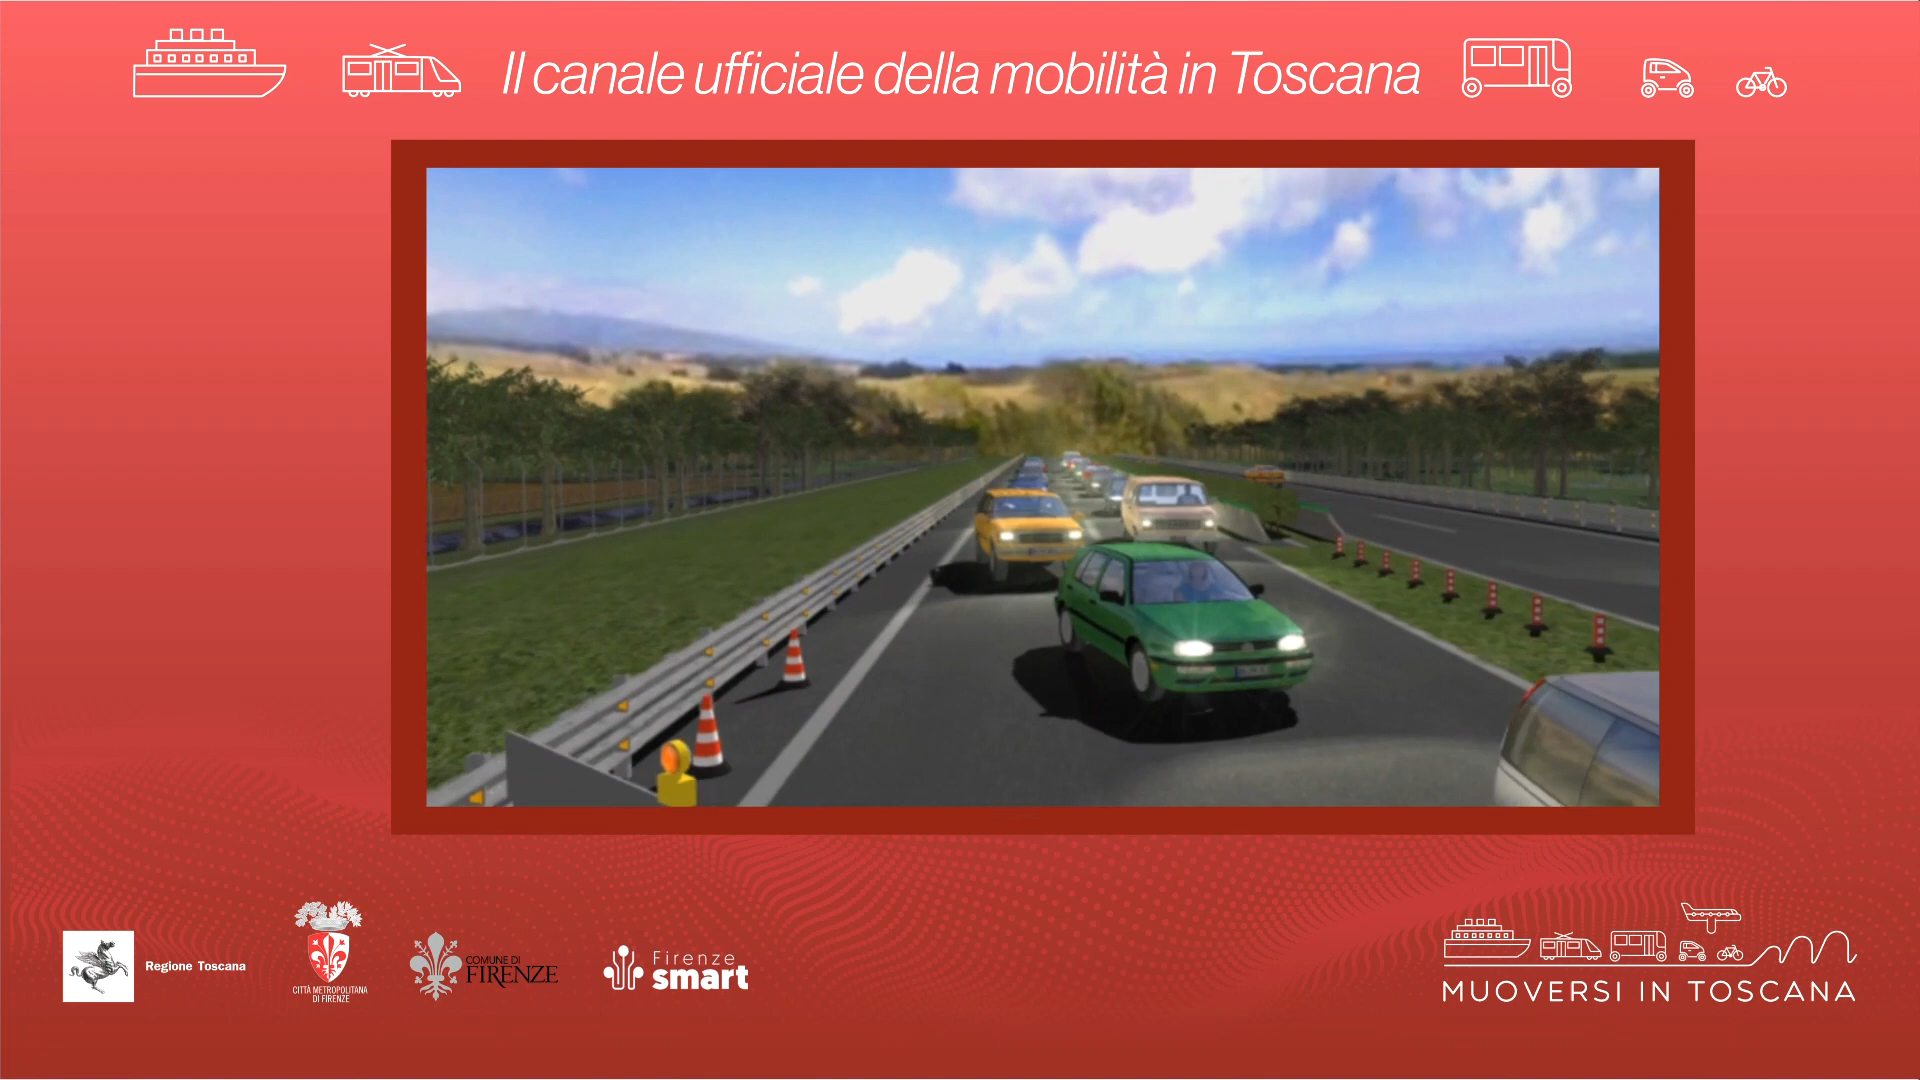 Il canale ufficiale della mobilità in Toscana
Regione Toscana
CITTÀ METROPOLITANA
DI FIRENZE
COMUNE DI
FIRENZE
Firenze
smart
MUOVERSI IN TOSCANA